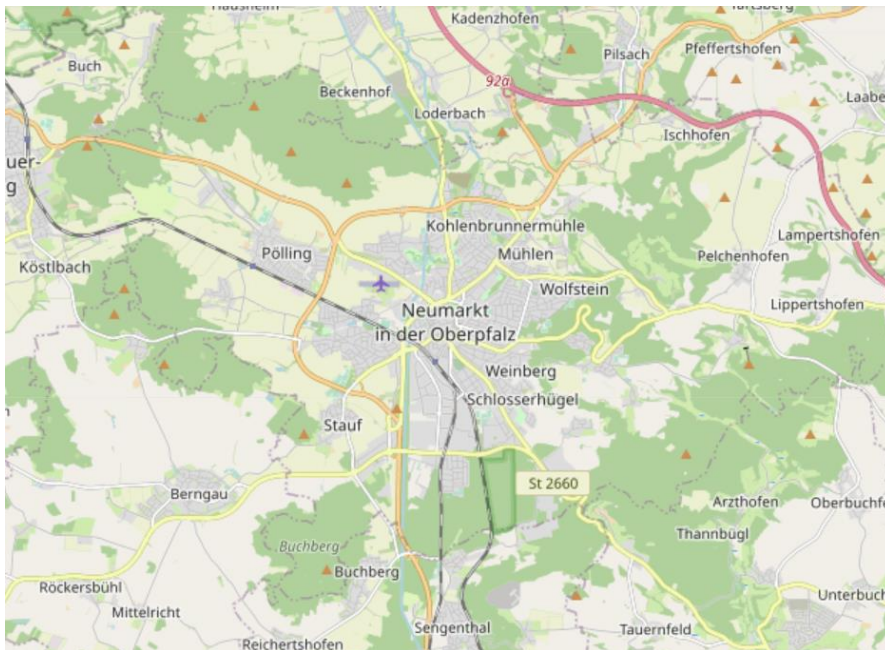 Kadenzhofen
Pilsach
Pfeffertshofen
Buch
92a
Beckenhof
Loderbach
Ischhofen
Kohlenbrunnermühle
Mühlen
Lampertshofen
Pölling
Pelchenhofen
Köstlbach
Wolfstein
Lippertshofen
Neumarkt
in der Oberpfalz
Weinberg
Schlosserhügel
Stauf
St 2660
Berngau
Arzthofen
Oberbuchfe
Thannbügl
Buchberg
Buchberg
Röckersbühl
Unterbuch
Mittelricht
Sengenthal
Tauernfeld
Reichertshofen